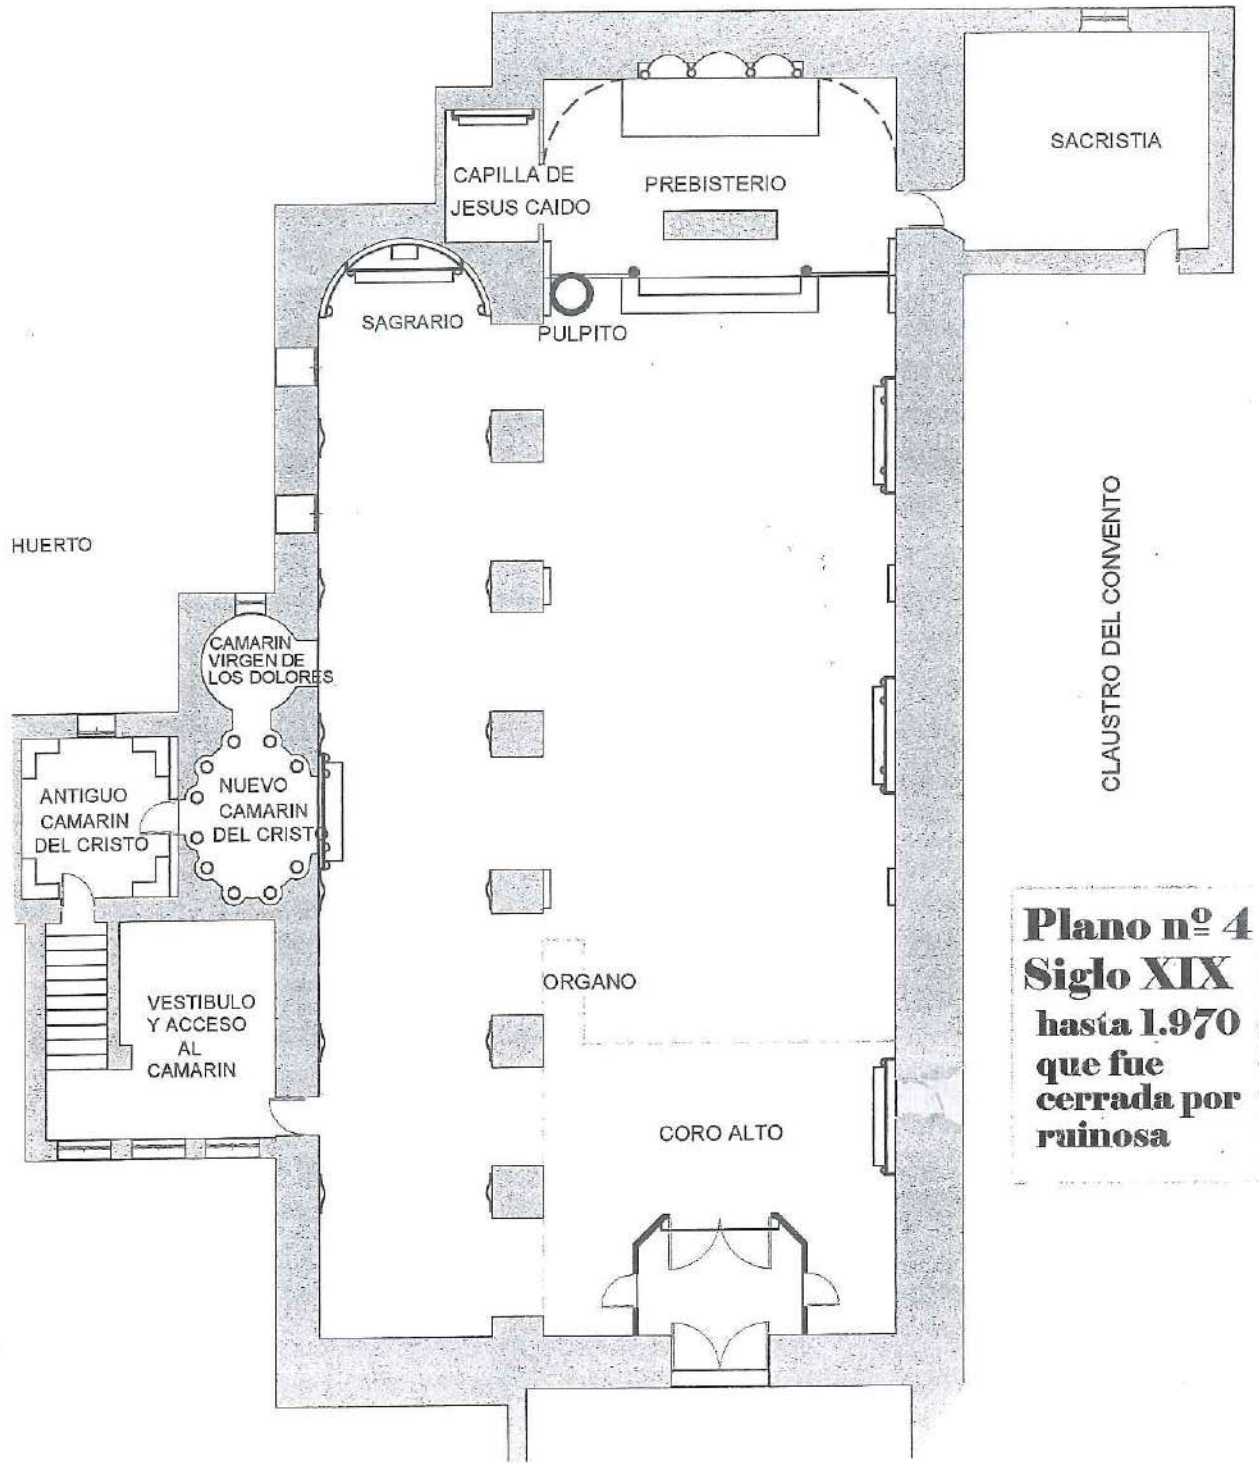 SACRISTIA
CAPILLA DE
JESUS CAIDO
PREBISTERIO
SAGRARIO
PULPITO
HUERTO
CLAUSTRO DEL CONVENTO
CAMARIN
VIRGEN DE
LOS DOLORES
ANTIGUO
CAMARIN
DEL CRISTO
NUEVO
CAMARIN
DEL CRISTO
ORGANO
VESTIBULO
Y ACCESO
AL
CAMARIN
CORO ALTO
Plano nº 4
Siglo XIX
hasta 1.970
que fue
cerrada por
ruinosa